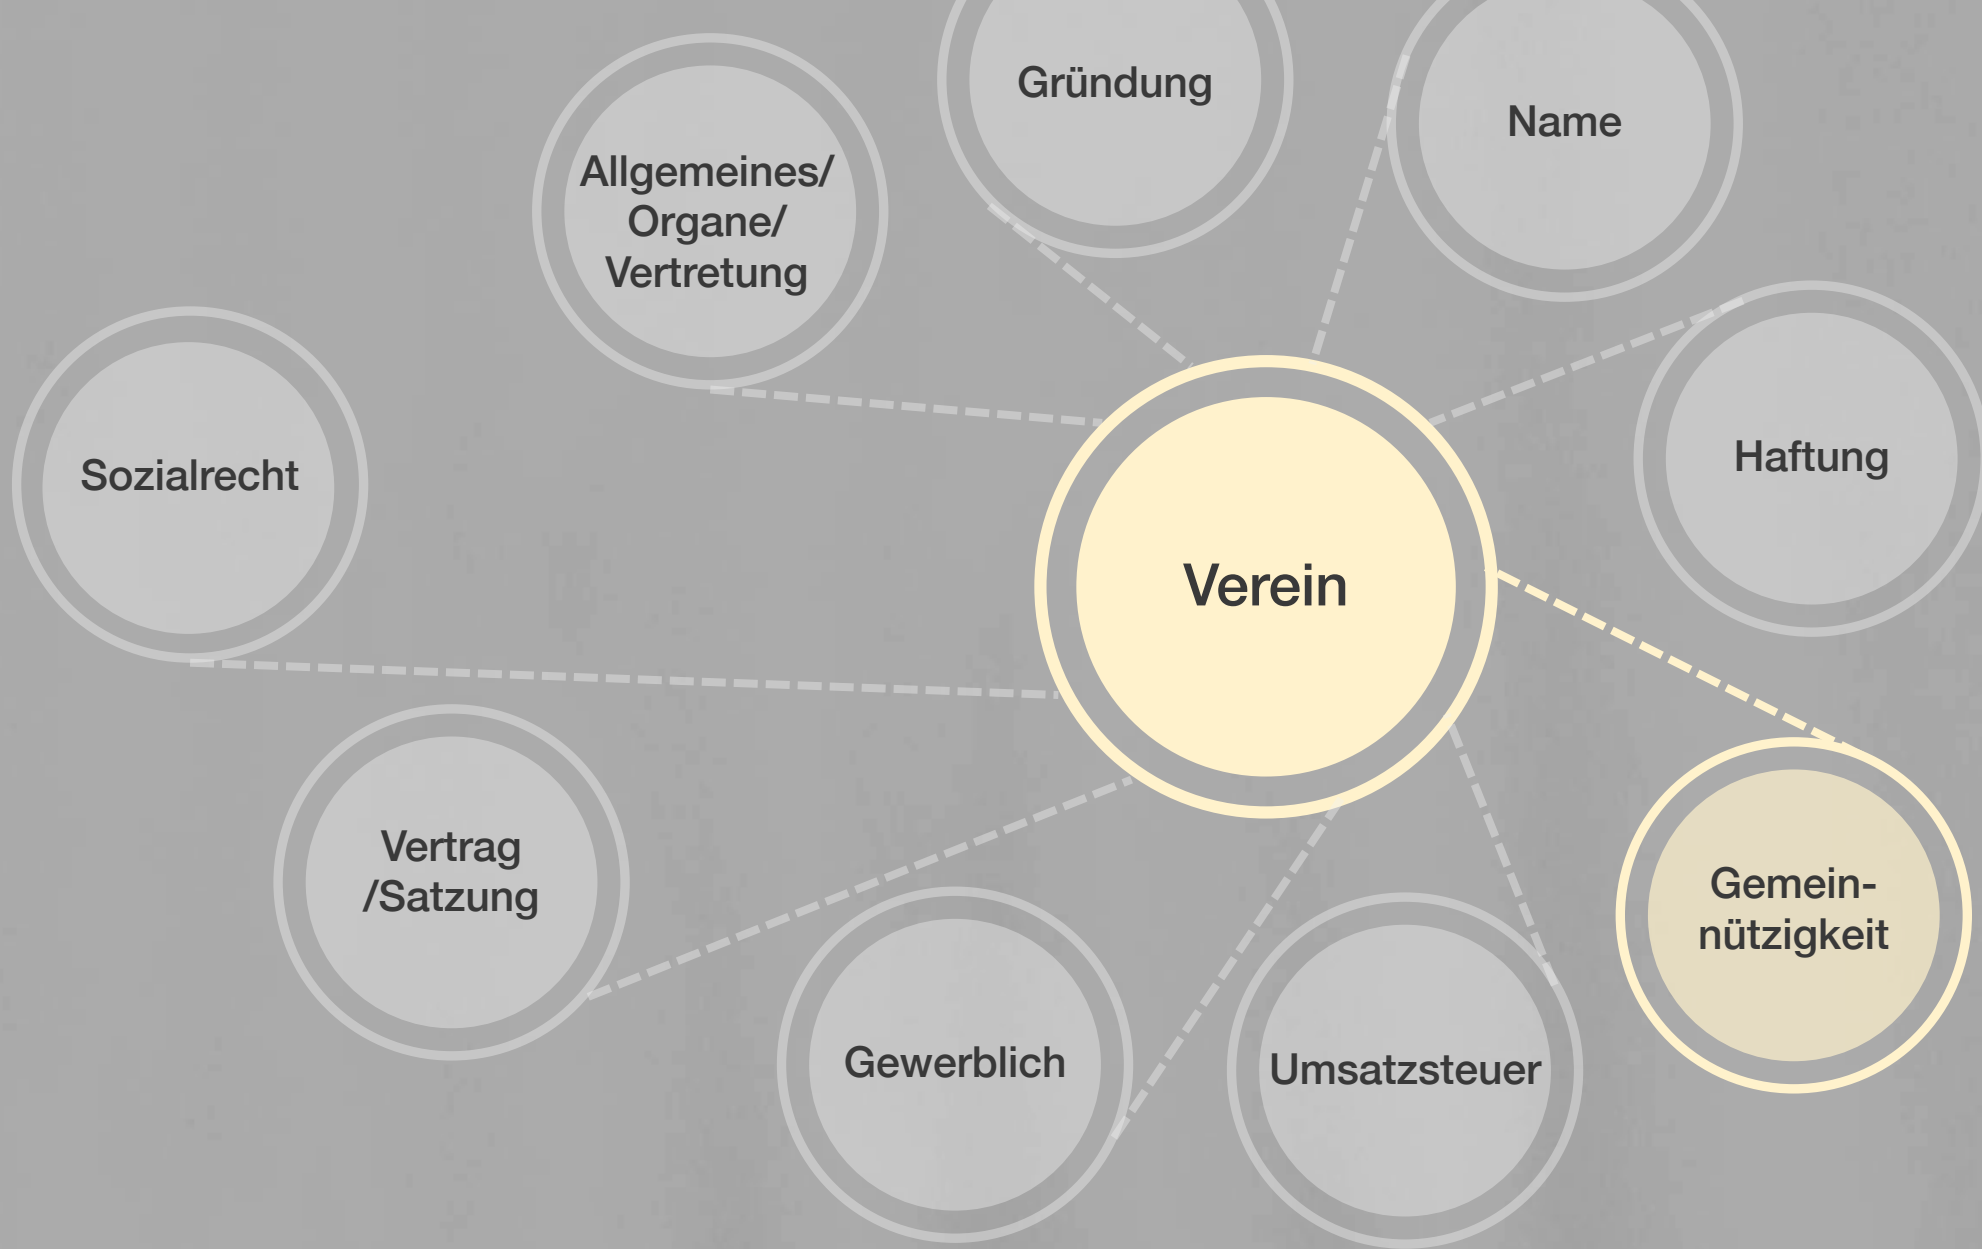 Gründung
Name
Allgemeines/
Organe/
Vertretung
Haftung
Sozialrecht
Verein
Vertrag
/Satzung
Gemein-
nützigkeit
Gewerblich
Umsatzsteuer